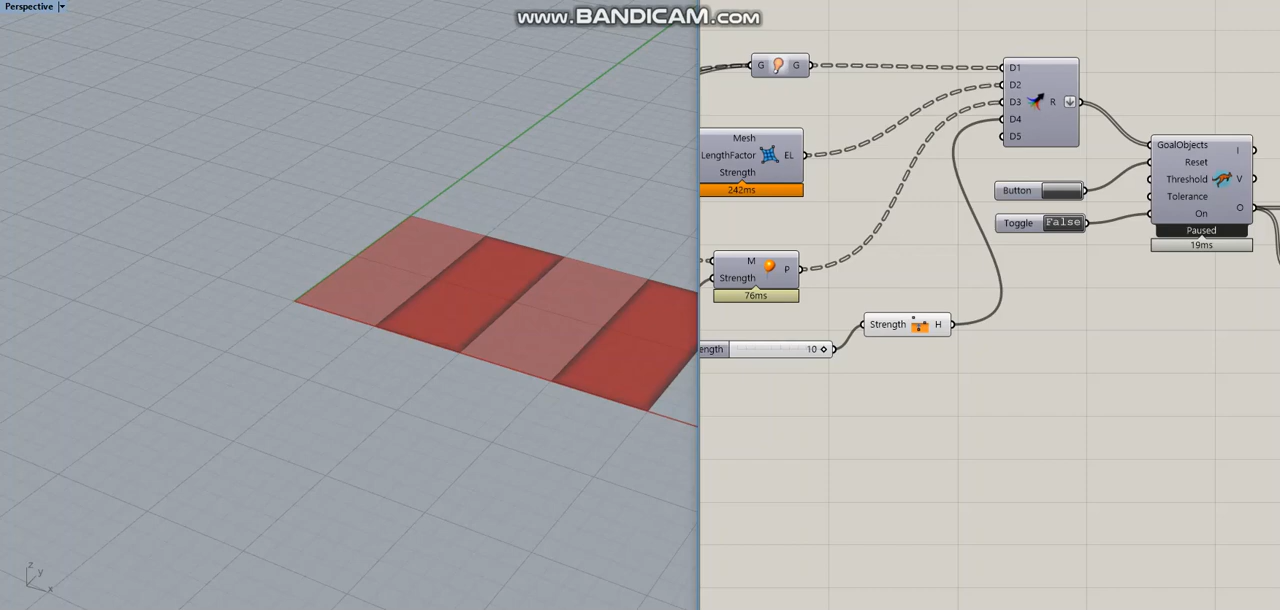 Perspective
www.BANDICAM.com
G G
D1
D2
D3 R
D4
D5
Mesh
LengthFactor EL
Strength
242ms
GoalObjects I
Reset
Threshold V
Tolerance
O
On
Paused
19ms
Button
Toggle False
M
P
Strength
76ms
Strength H
ength 10
z
y
x